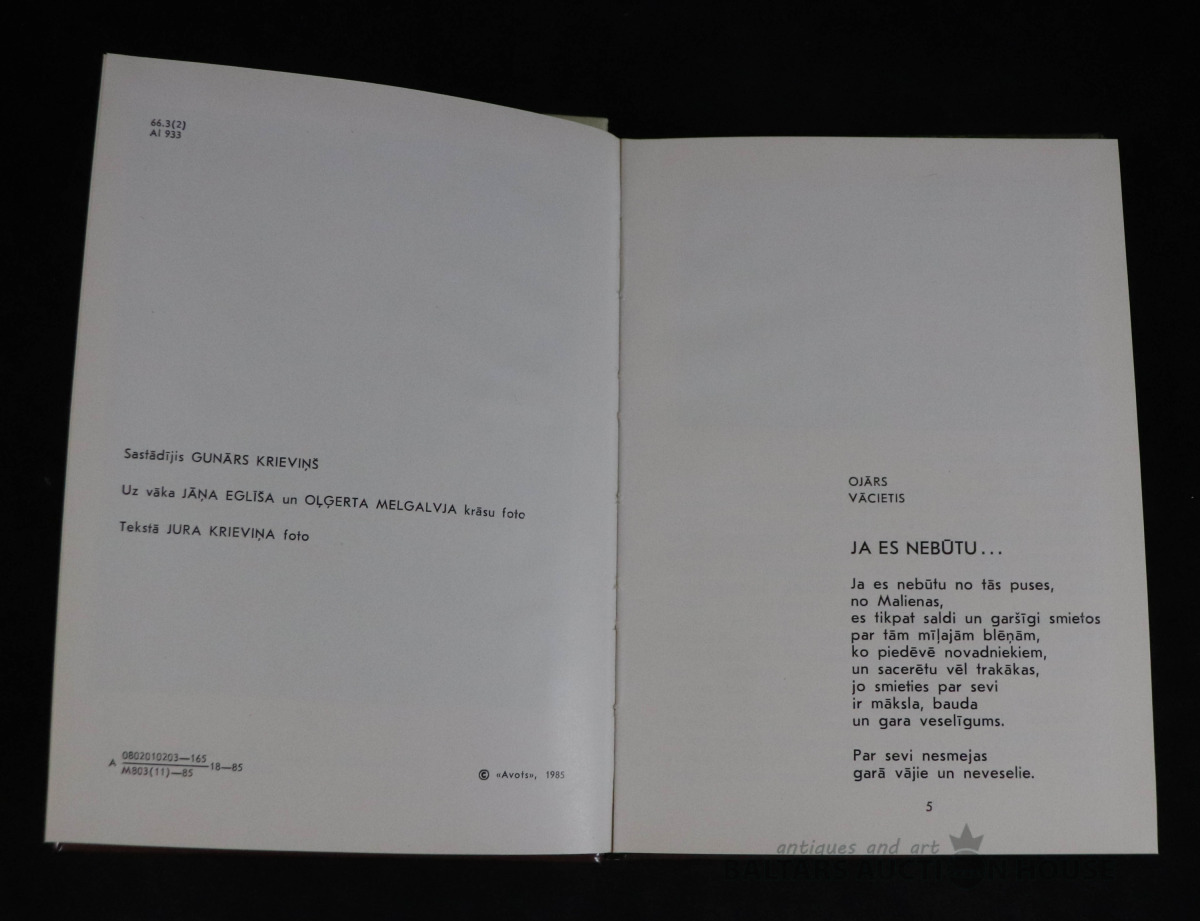 66.3(2)
Al 933
Sastādījis GUNĀRS KRIEVIŅŠ
Uz vāka JĀŅA EGLĪŠA un OĻĢERTA MELGALVJA krāsu foto
Tekstā JURA KRIEVIŅA foto
A 0802010203—165
M803(11)—85 18—85
© «Avots», 1985
OJĀRS
VĀCIETIS
JA ES NEBŪTU...
Ja es nebūtu no tās puses,
no Malienas,
es tikpat saldi un garšīgi smietos
par tām mīļajām blēņām,
ko piedēvē novadniekiem,
un sacerētu vēl trakākas,
jo smieties par sevi
ir māksla, bauda
un gara veselīgums.
Par sevi nesmejas
garā vājie un neveselie.
5
antiques and art
BALTARS AUCTION HOUSE